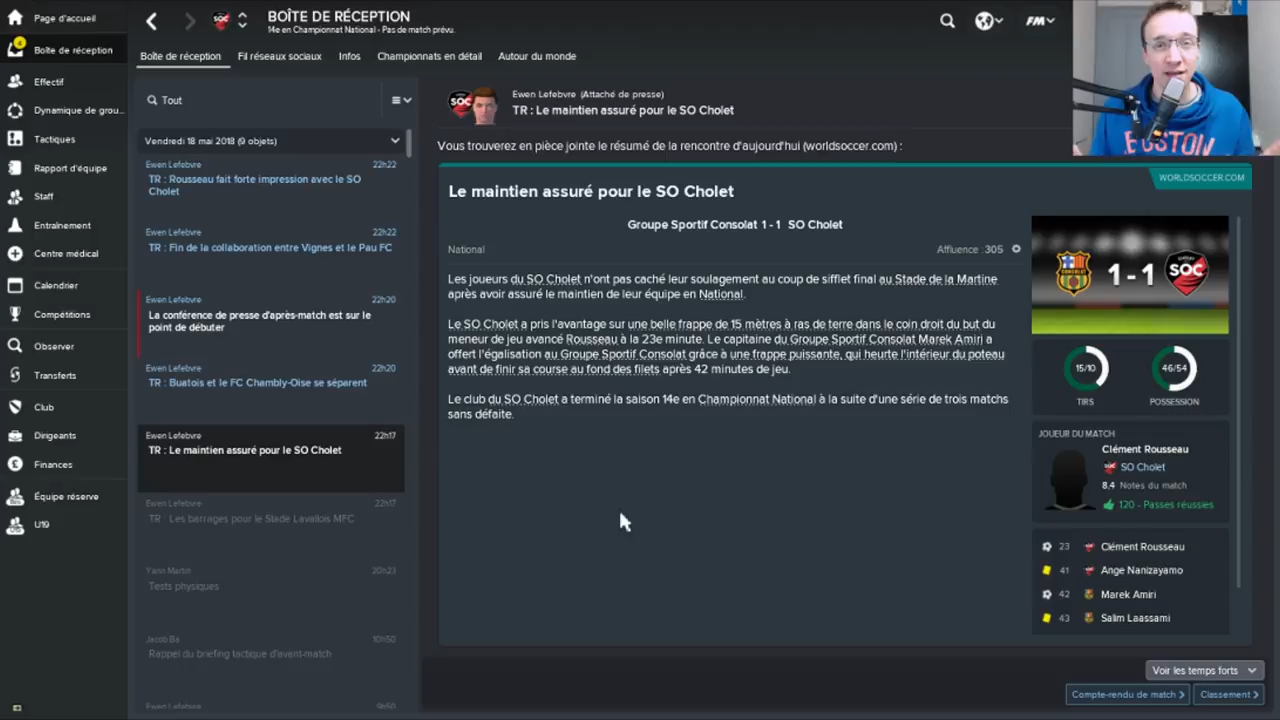 Page d'accueil
Boîte de réception
Effectif
Dynamique de grou...
Tactiques
Rapport d'équipe
Staff
Entraînement
Centre médical
Calendrier
Compétitions
Observer
Transferts
Club
Dirigeants
Finances
Équipe réserve
U19
BOÎTE DE RÉCEPTION
14e en Championnat National - Pas de match prévu.
FM
Boîte de réception
Fil réseaux sociaux
Infos
Championnats en détail
Autour du monde
Tout
Vendredi 18 mai 2018 (9 objets)
Ewen Lefebvre 22h22
TR : Rousseau fait forte impression avec le SO
Cholet
Ewen Lefebvre 22h22
TR : Fin de la collaboration entre Vignes et le Pau FC
Ewen Lefebvre 22h20
La conférence de presse d'après-match est sur le
point de débuter
Ewen Lefebvre 22h20
TR : Buatois et le FC Chambly-Oise se séparent
Ewen Lefebvre 22h17
TR : Le maintien assuré pour le SO Cholet
Ewen Lefebvre 22h17
TR : Les barrages pour le Stade Lavallois MFC
Yann Martin 20h23
Tests physiques
Jacob Ba 10h50
Rappel du briefing tactique d'avant-match
Ewen Lefebvre 9h50
Ewen Lefebvre (Attaché de presse)
TR : Le maintien assuré pour le SO Cholet
Vous trouverez en pièce jointe le résumé de la rencontre d'aujourd'hui (worldsoccer.com) :
WORLDSOCCER.COM
Le maintien assuré pour le SO Cholet
Groupe Sportif Consolat 1 - 1 SO Cholet
National
Affluence : 305
Les joueurs du SO Cholet n'ont pas caché leur soulagement au coup de sifflet final au Stade de la Martine
après avoir assuré le maintien de leur équipe en National.
Le SO Cholet a pris l'avantage sur une belle frappe de 15 mètres à ras de terre dans le coin droit du but du
meneur de jeu avancé Rousseau à la 23e minute. Le capitaine du Groupe Sportif Consolat Marek Amiri a
offert l'égalisation au Groupe Sportif Consolat grâce à une frappe puissante, qui heurte l'intérieur du poteau
avant de finir sa course au fond des filets après 42 minutes de jeu.
Le club du SO Cholet a terminé la saison 14e en Championnat National à la suite d'une série de trois matchs
sans défaite.
CONSOLAT
1 - 1
SOC
15/10
46/54
TIRS
POSSESSION
JOUEUR DU MATCH
Clément Rousseau
SO Cholet
8.4 Notes du match
120 - Passes réussies
23 Clément Rousseau
41 Ange Nanizayamo
42 Marek Amiri
43 Salim Laassami
Voir les temps forts
Compte-rendu de match
Classement
BOSTON